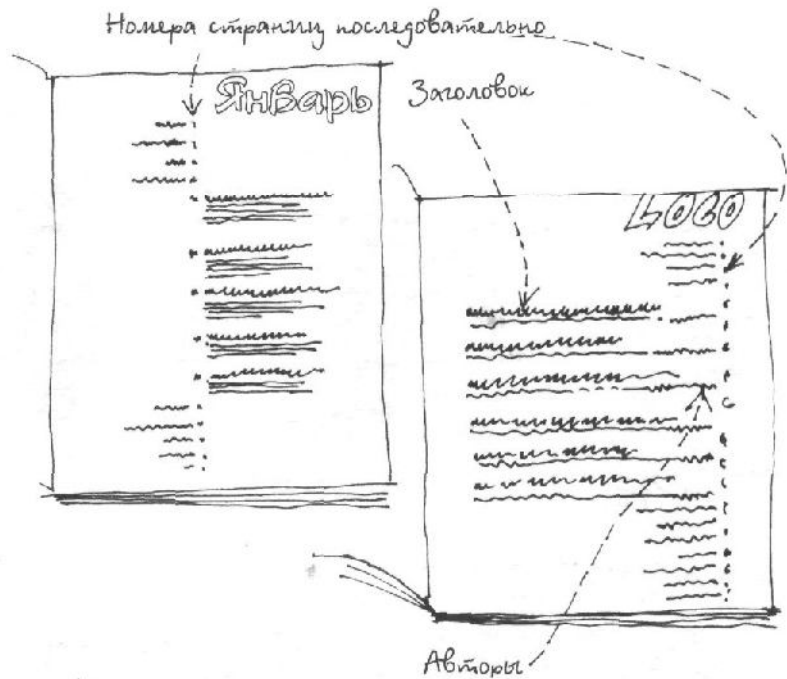 Номера страниц последовательно
Январь
Заголовок
LOGO
Авторы